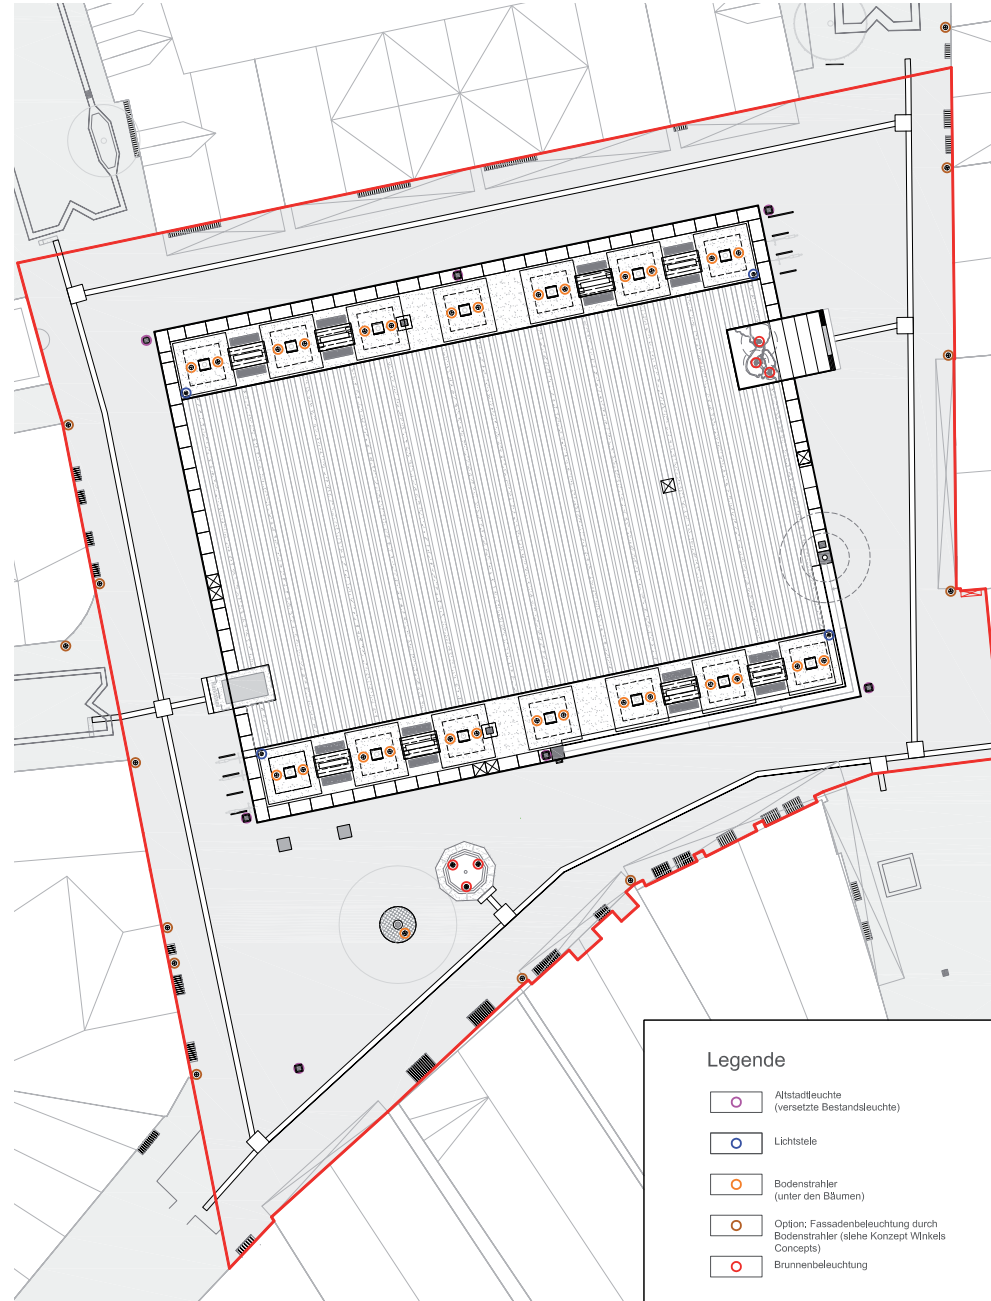 Legende
Altstadtleuchte
(versetzte Bestandsleuchte)
Lichtstele
Bodenstrahler
(unter den Bäumen)
Option; Fassadenbeleuchtung durch
Bodenstrahler (siehe Konzept Winkels
Concepts)
Brunnenbeleuchtung